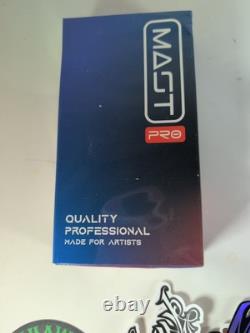 MAST
PRO
QUALITY
PROFESSIONAL
MADE FOR ARTISTS